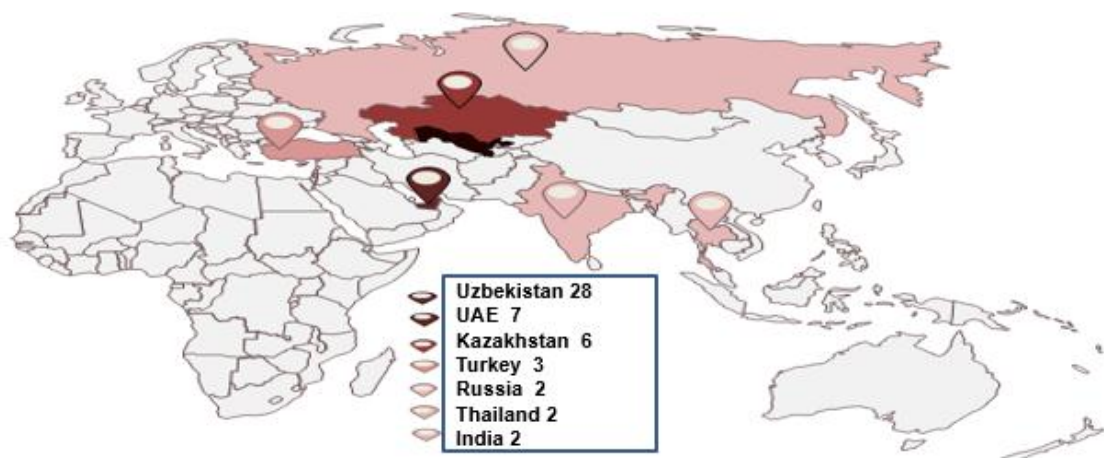 Uzbekistan 28
UAE 7
Kazakhstan 6
Turkey 3
Russia 2
Thailand 2
India 2